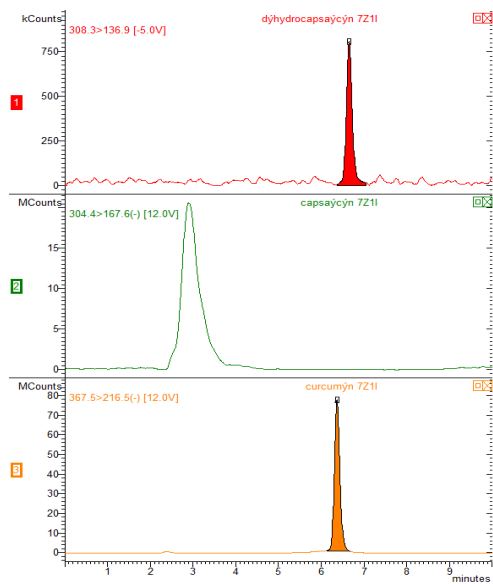 kCounts
dýhydrocapsaýcýn 7Z1I
308.3>136.9 [-5.0V]
750
500
250
0
1
MCounts
capsaýcýn 7Z1I
304.4>167.6(-) [12.0V]
15
10
5
0
2
MCounts
curcumýn 7Z1I
367.5>216.5(-) [12.0V]
80
70
60
50
40
30
20
10
0
3
1 2 3 4 5 6 7 8 9
minutes